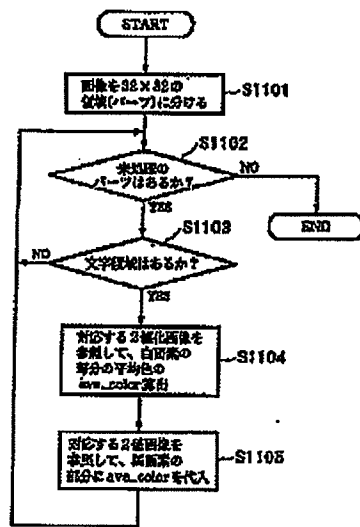 START
画像を32×32の
領域(パーツ)に分ける
S1101
S1102
未処理の
パーツはあるか?
NO
YES
END
S1103
文字領域はあるか?
NO
YES
対応する2値化画像を
参照して、白画素の
部分の平均色の
ave_color算出
S1104
対応する2値画像を
参照して、黒画素の
部分にave_colorを代入
S1105